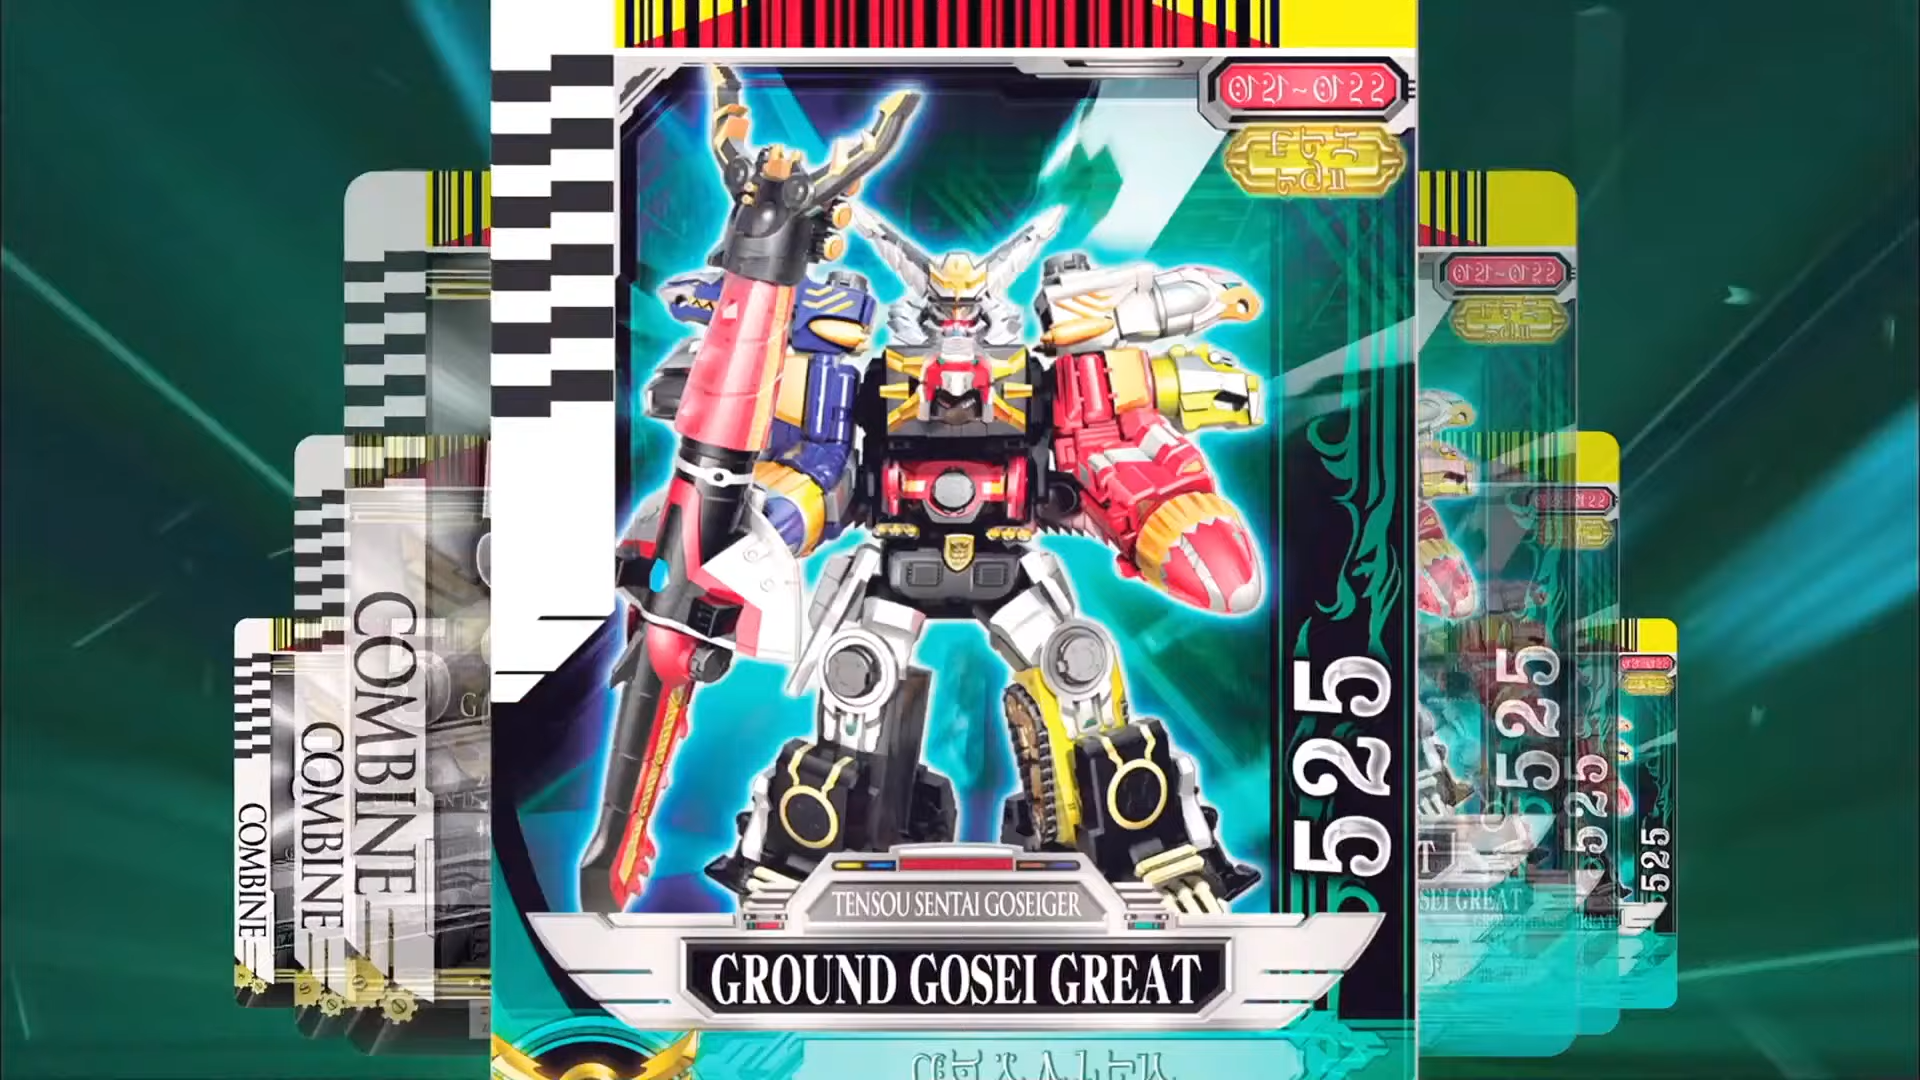 COMBINE
COMBINE
COMBINE
525
525
525
525
TENSOU SENTAI GOSEIGER
GROUND GOSEI GREAT
SEI GREAT